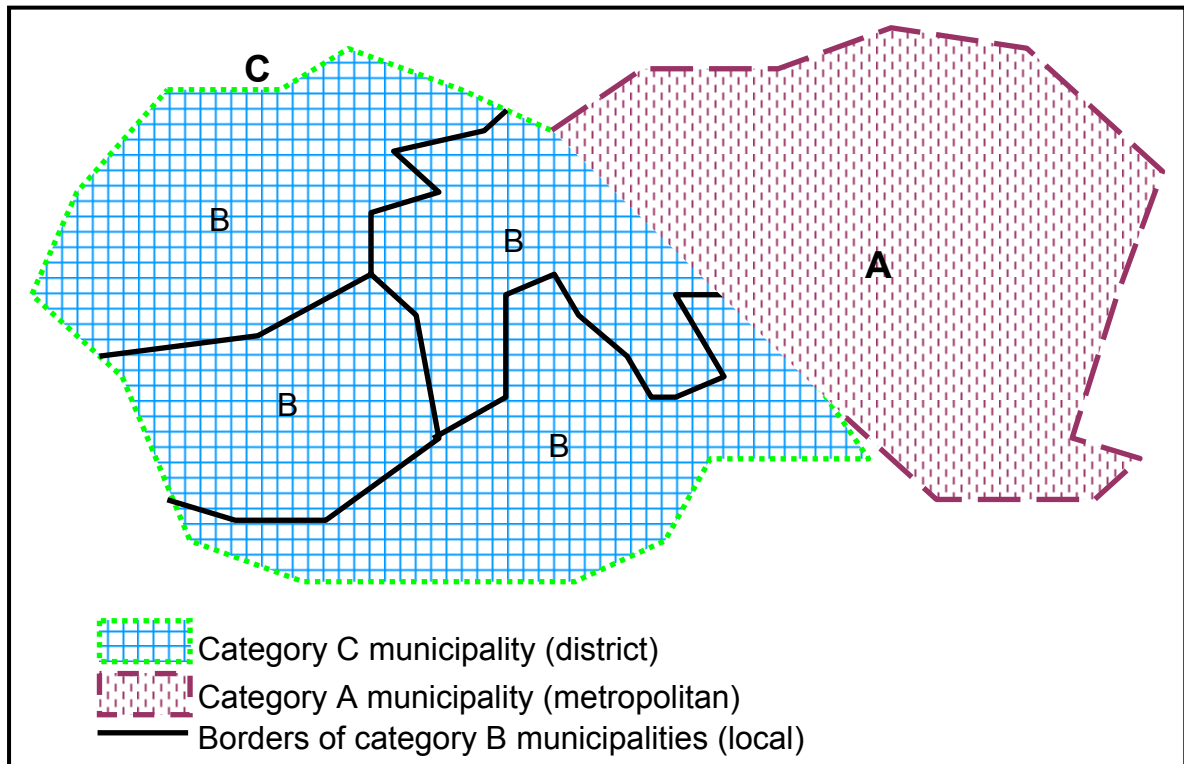 C
B
B
A
B
B
Category C municipality (district)
Category A municipality (metropolitan)
Borders of category B municipalities (local)